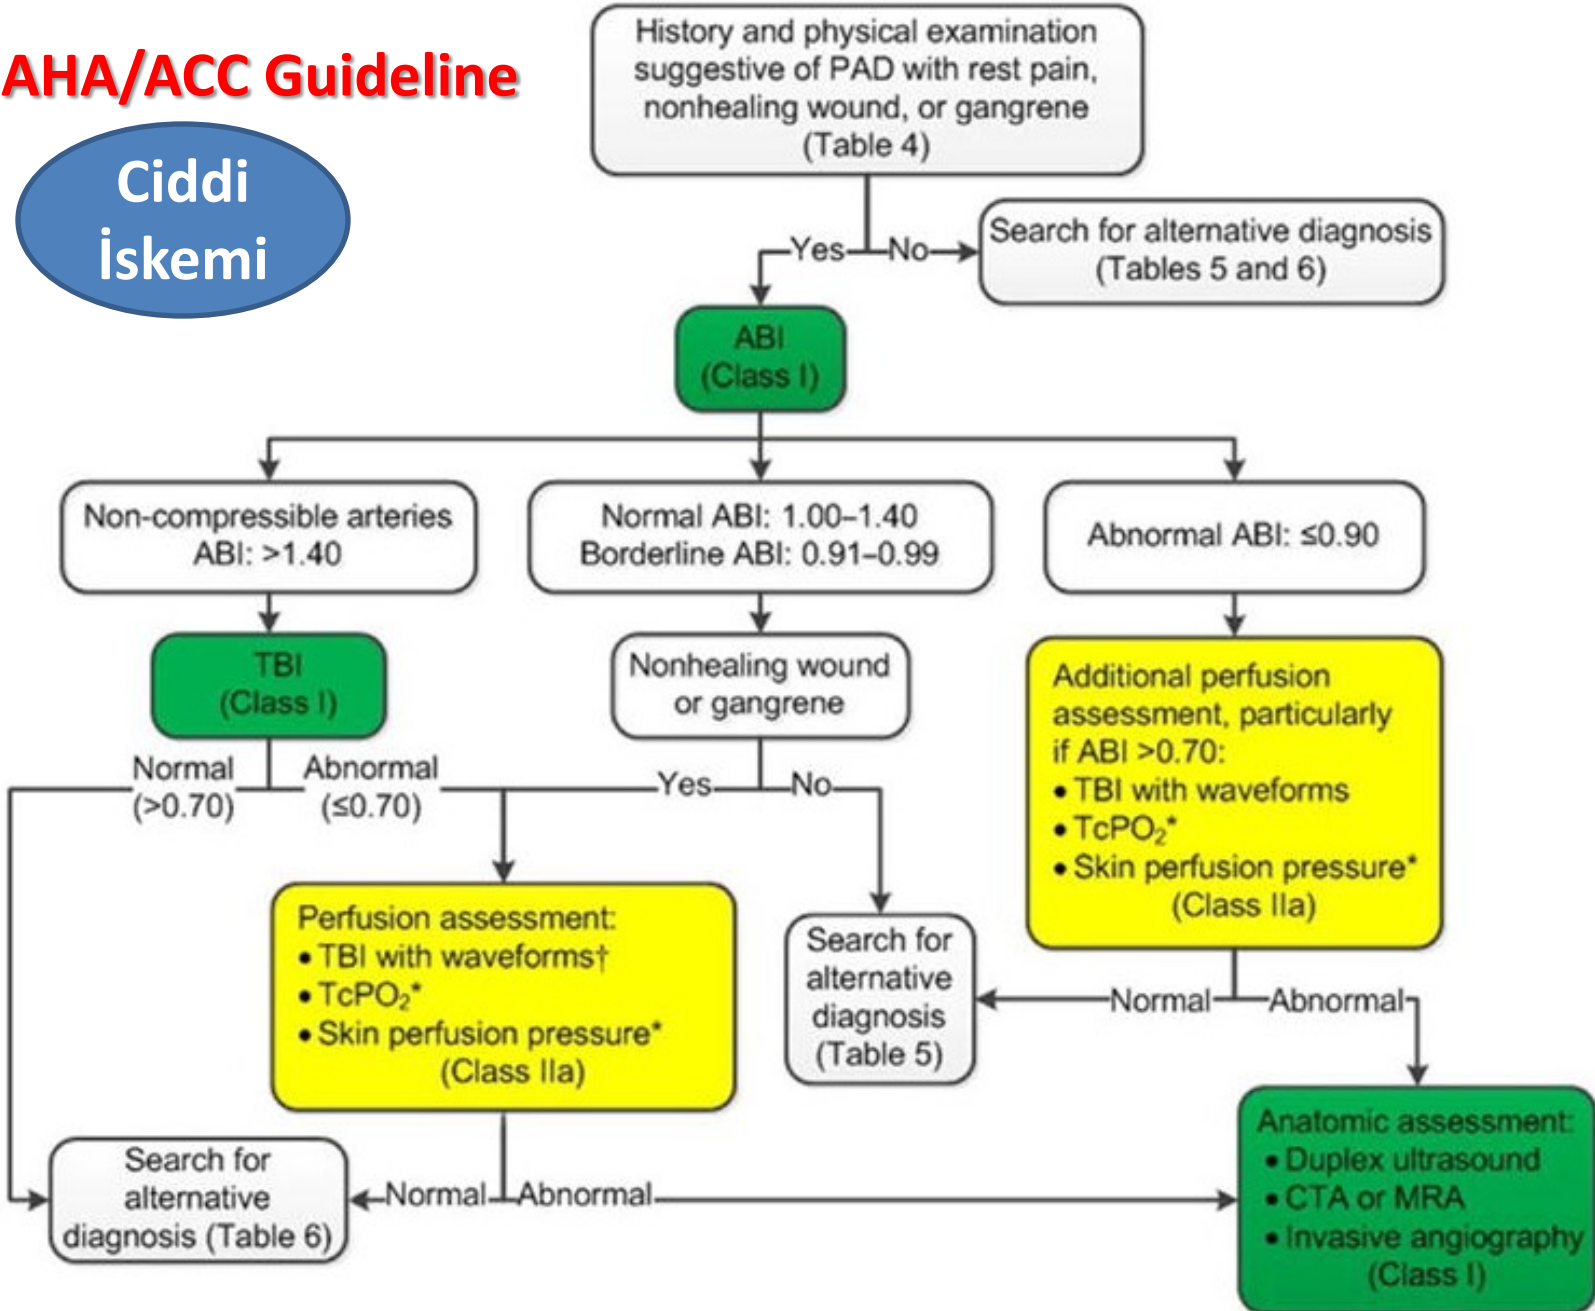 AHA/ACC Guideline
Ciddi
İskemi
History and physical examination
suggestive of PAD with rest pain,
nonhealing wound, or gangrene
(Table 4)
Yes
No
Search for alternative diagnosis
(Tables 5 and 6)
ABI
(Class I)
Non-compressible arteries
ABI: >1.40
Normal ABI: 1.00–1.40
Borderline ABI: 0.91–0.99
Abnormal ABI: ≤0.90
TBI
(Class I)
Nonhealing wound
or gangrene
Additional perfusion
assessment, particularly
if ABI >0.70:
• TBI with waveforms
• TcPO₂*
• Skin perfusion pressure*
(Class IIa)
Normal
(>0.70)
Abnormal
(≤0.70)
Yes
No
Perfusion assessment:
• TBI with waveforms†
• TcPO₂*
• Skin perfusion pressure*
(Class IIa)
Search for
alternative
diagnosis
(Table 5)
Normal
Abnormal
Search for
alternative
diagnosis (Table 6)
Normal
Abnormal
Anatomic assessment:
• Duplex ultrasound
• CTA or MRA
• Invasive angiography
(Class I)